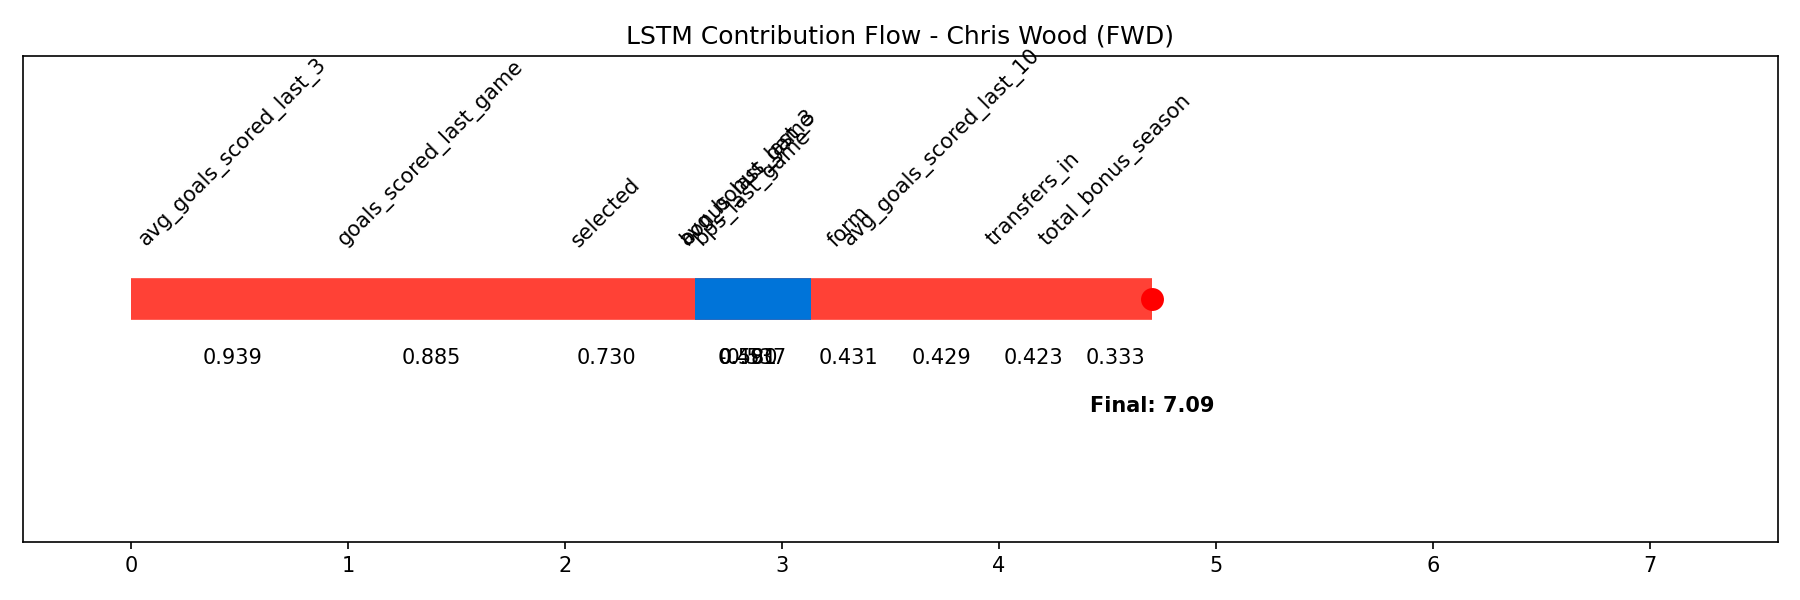 LSTM Contribution Flow - Chris Wood (FWD)
avg_goals_scored_last_3
goals_scored_last_game
selected
bps_last_game
form
avg_goals_scored_last_10
transfers_in
total_bonus_season
0.939
0.885
0.730
0.431
0.429
0.423
0.333
Final: 7.09
0
1
2
3
4
5
6
7